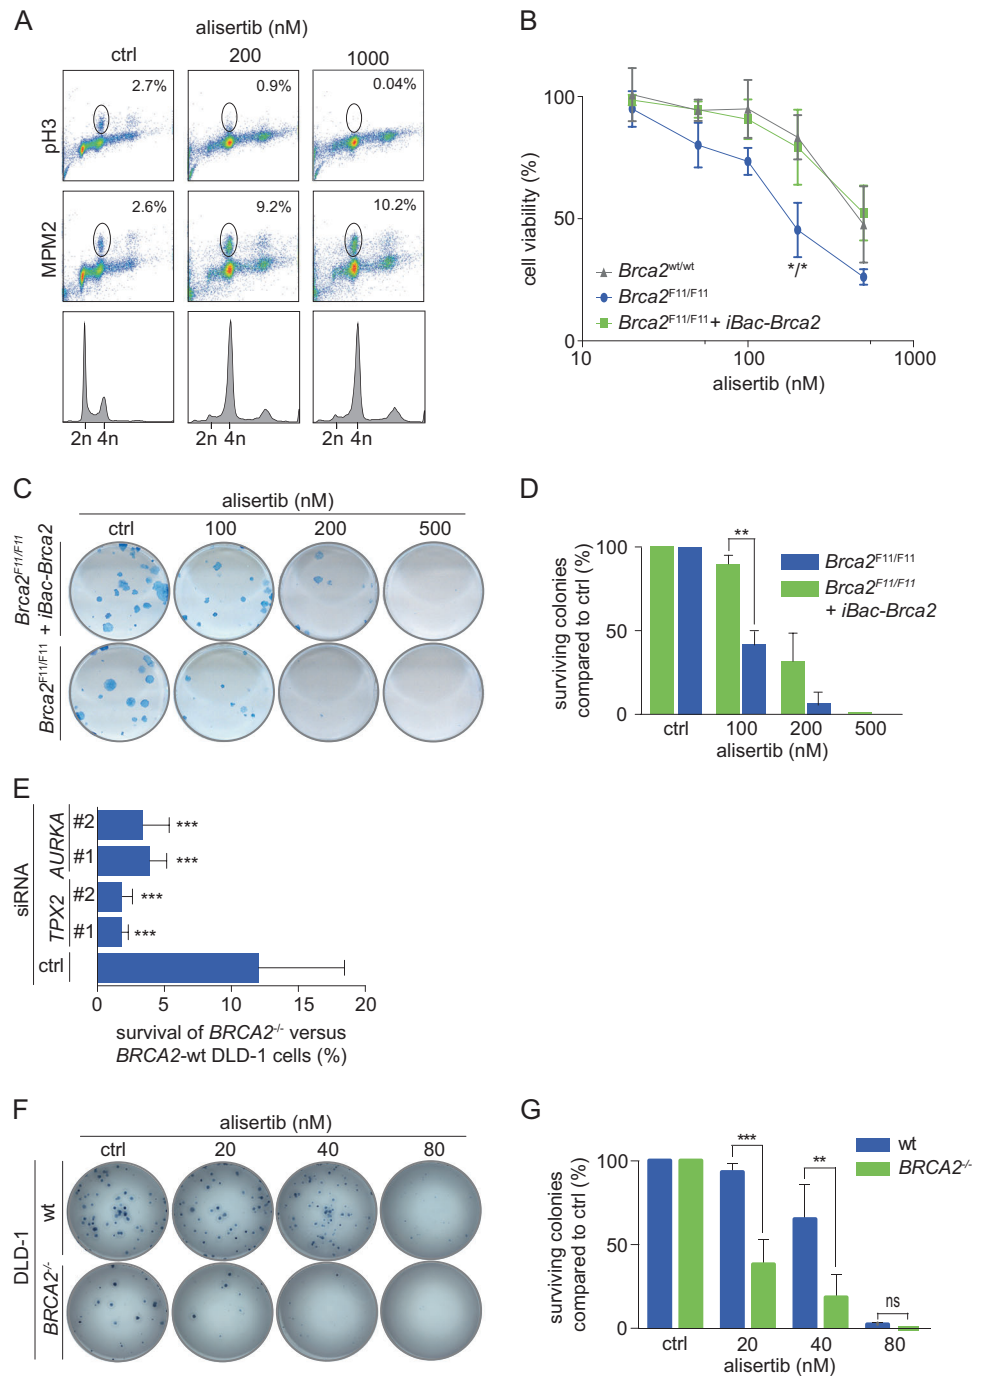 A
alisertib (nM)
ctrl
200
1000
pH3
2.7%
0.9%
0.04%
MPM2
2.6%
9.2%
10.2%
2n 4n
2n 4n
2n 4n
B
cell viability (%)
100
50
0
*/*
Brca2wt/wt
Brca2F11/F11
Brca2F11/F11 + iBac-Brca2
10
100
1000
alisertib (nM)
C
alisertib (nM)
ctrl
100
200
500
Brca2F11/F11
+ iBac-Brca2
Brca2F11/F11
D
surviving colonies
compared to ctrl (%)
100
50
0
**
Brca2F11/F11
Brca2F11/F11
+ iBac-Brca2
ctrl
100
200
500
alisertib (nM)
E
siRNA
AURKA
#2
***
#1
***
TPX2
#2
***
#1
***
ctrl
0
5
10
15
20
survival of BRCA2-/- versus
BRCA2-wt DLD-1 cells (%)
F
alisertib (nM)
ctrl
20
40
80
DLD-1
wt
BRCA2-/-
G
surviving colonies
compared to ctrl (%)
100
50
0
***
**
ns
wt
BRCA2-/-
ctrl
20
40
80
alisertib (nM)